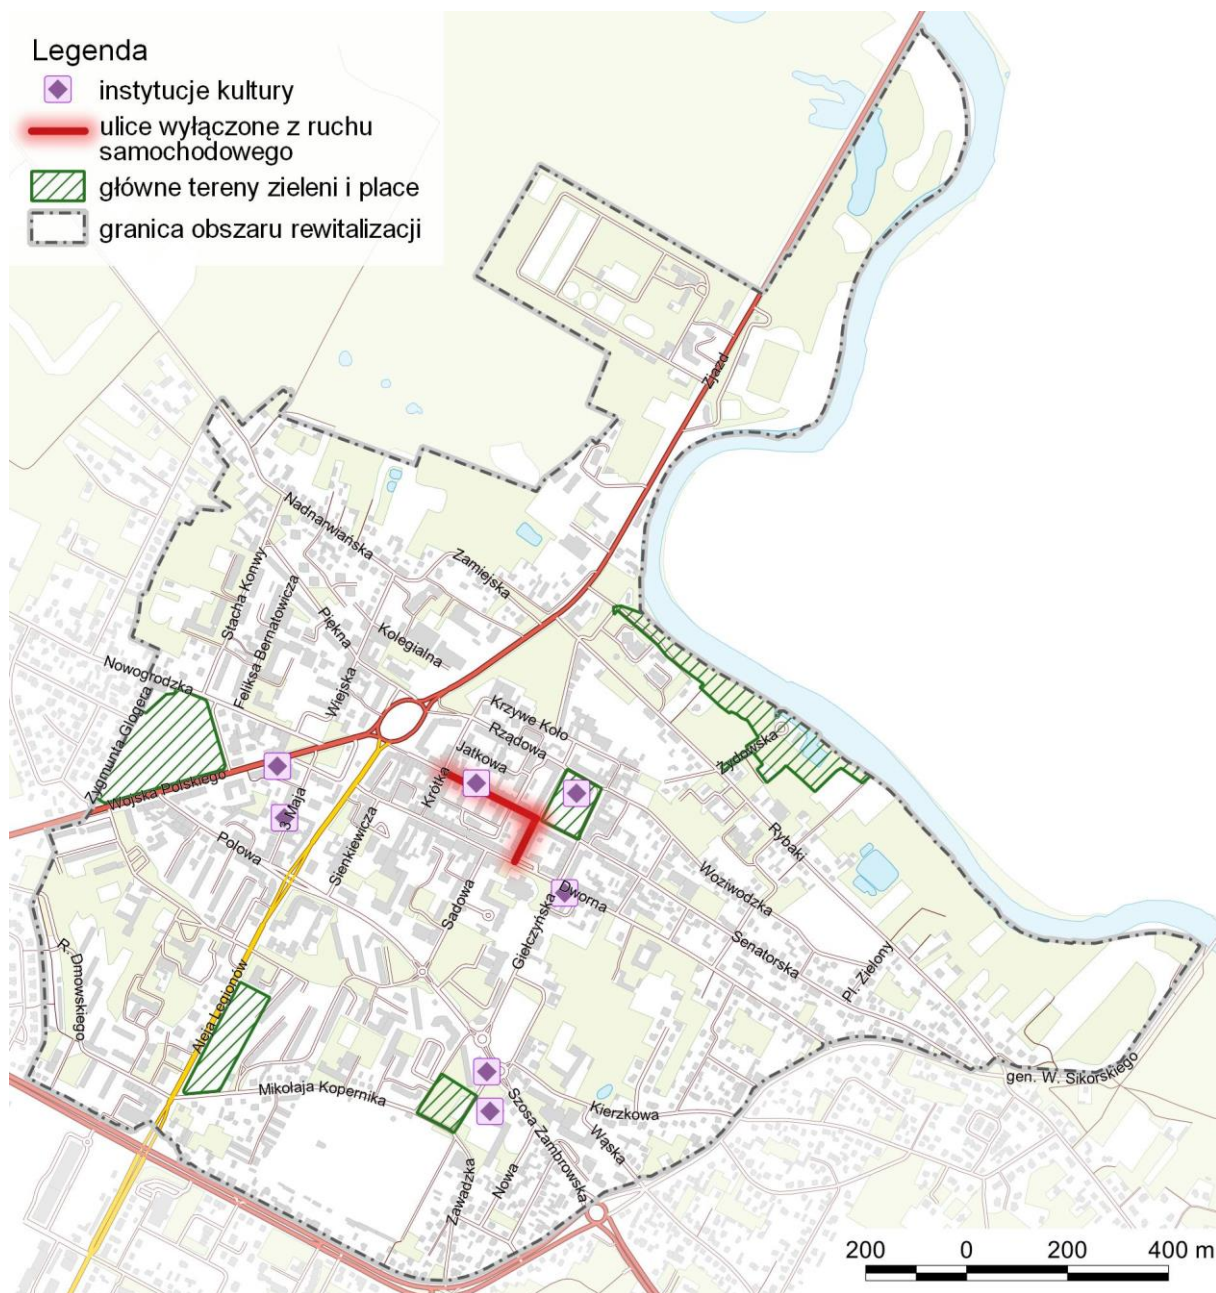 Legenda
instytucje kultury
ulice wyłączone z ruchu
samochodowego
główne tereny zieleni i place
granica obszaru rewitalizacji
Zjazd
Nadnarwiańska
Zamiejska
Stacha Konwy
Feliksa Bernatowicza
Piękna
Kolegialna
Nowogrodzka
Wiejska
Zygmunta Glogera
Krzywe Koło
Rządowa
Jatkowa
Żydowska
Wojska Polskiego
Krótka
3 Maja
Sienkiewicza
Polowa
Rybaki
Woziwodzka
Dworna
Sadowa
Giełczyńska
Senatorska
Pl. Zielony
R. Dmowskiego
Aleja Legionów
Mikołaja Kopernika
gen. W. Sikorskiego
Szosa Zambrowska
Kierzkowa
Wąska
Zawadzka
Nowa
200 0 200 400 m